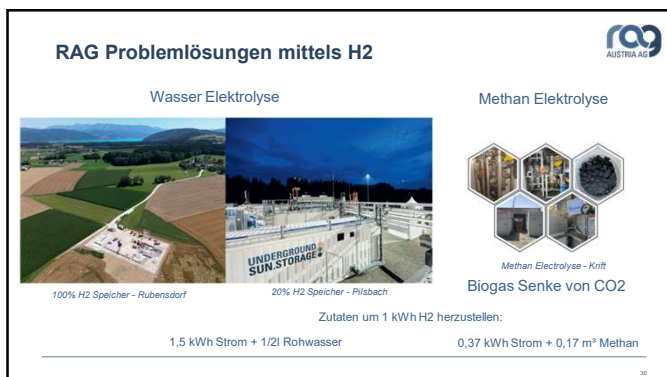 RAG Problemlösungen mittels H2
rag
AUSTRIA AG
Wasser Elektrolyse
Methan Elektrolyse
UNDERGROUND
SUN.STORAGE
100% H2 Speicher - Rubensdorf
20% H2 Speicher - Pilsbach
Methan Electrolyse - Krift
Biogas Senke von CO2
Zutaten um 1 kWh H2 herzustellen:
1,5 kWh Strom + 1/2l Rohwasser
0,37 kWh Strom + 0,17 m³ Methan
30